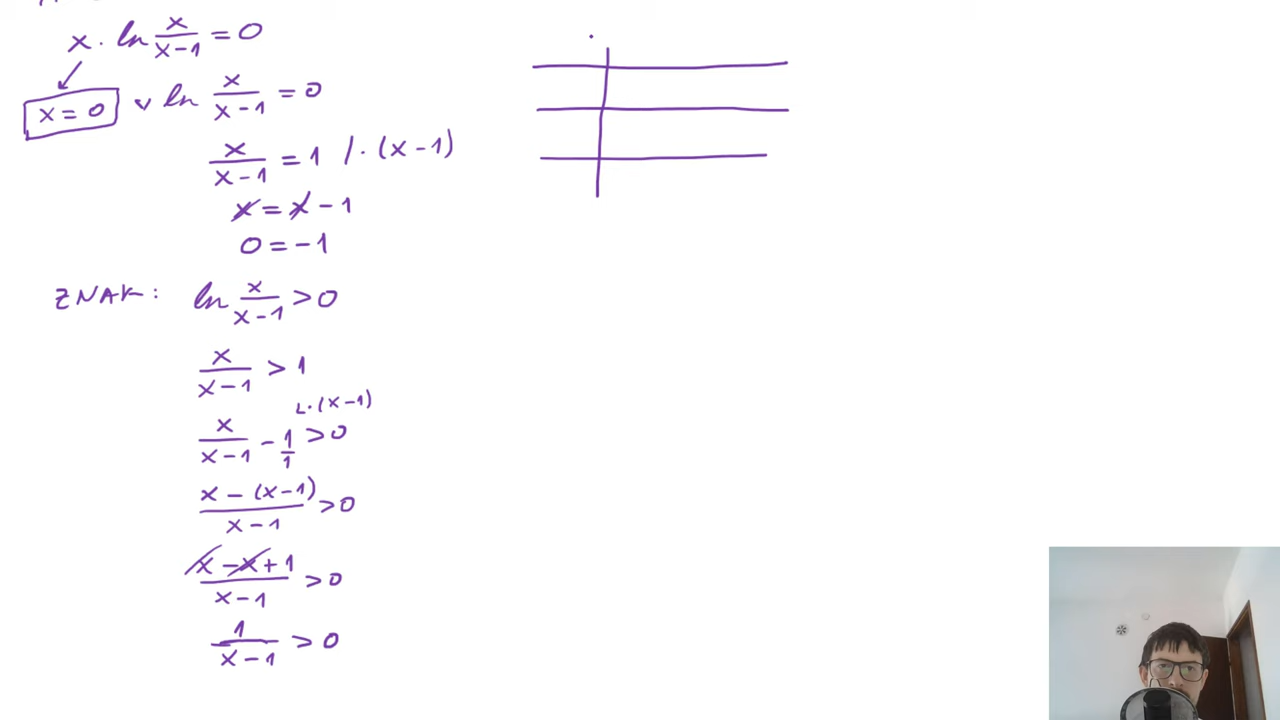 x · ln x/(x-1) = 0
x = 0 ∨ ln x/(x-1) = 0
x/(x-1) = 1 /· (x-1)
x = x - 1
0 = -1
ZNAK: ln x/(x-1) > 0
x/(x-1) > 1
x/(x-1) - 1/1 > 0 ∟·(x-1)
(x - (x-1))/(x-1) > 0
(x - x + 1)/(x-1) > 0
1/(x-1) > 0